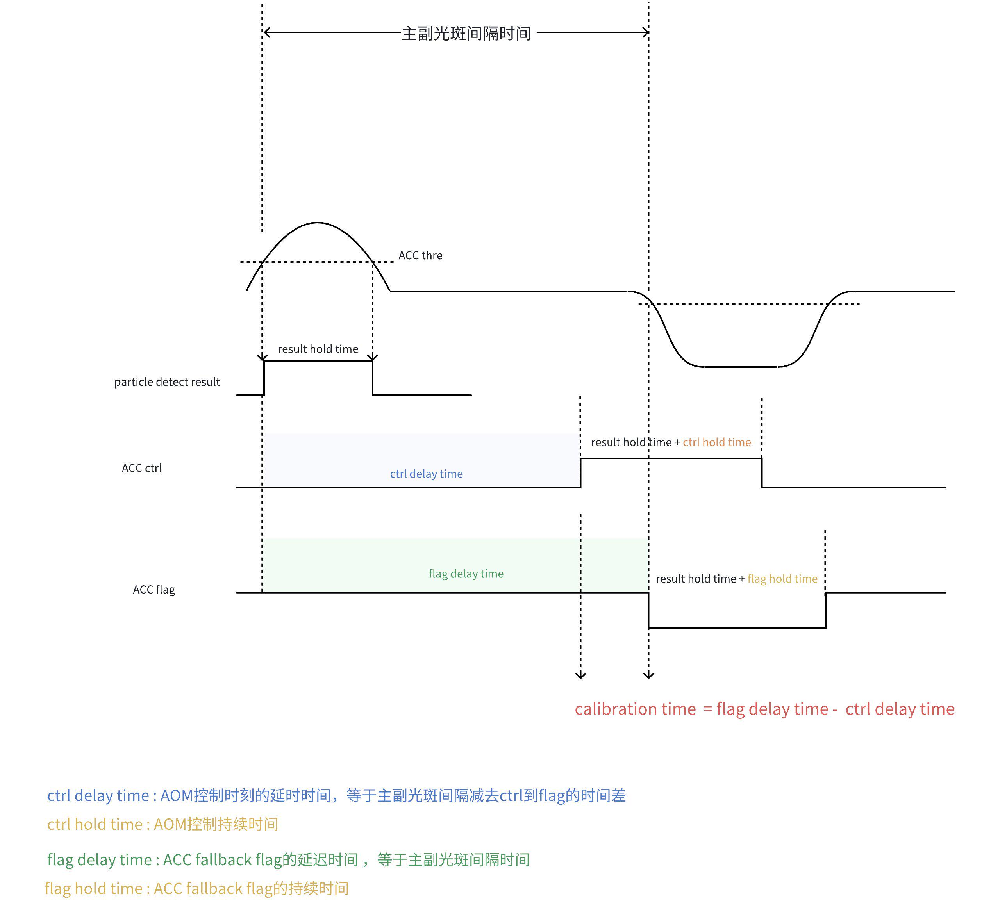 主副光斑间隔时间
ACC thre
result hold time
particle detect result
result hold time + ctrl hold time
ACC ctrl
ctrl delay time
flag delay time
result hold time + flag hold time
ACC flag
calibration time = flag delay time - ctrl delay time
ctrl delay time : AOM控制时刻的延时时间，等于主副光斑间隔减去ctrl到flag的时间差
ctrl hold time : AOM控制持续时间
flag delay time : ACC fallback flag的延迟时间 ，等于主副光斑间隔时间
flag hold time : ACC fallback flag的持续时间